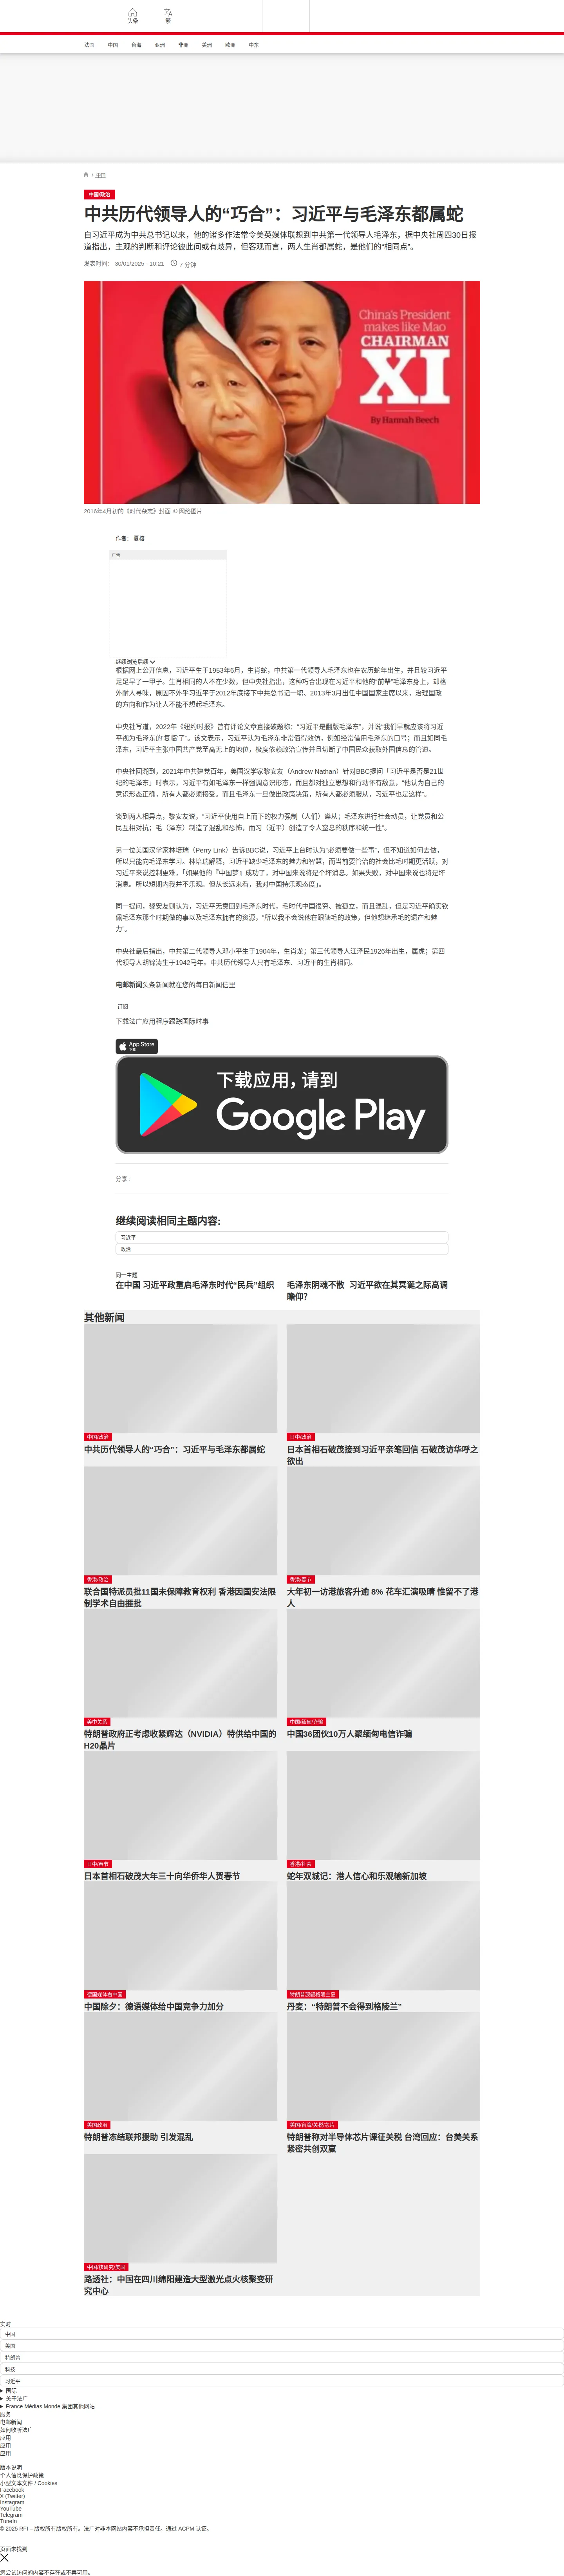 头条
繁
法国
中国
台海
亚洲
非洲
美洲
欧洲
中东
/ 中国
中国/政治
中共历代领导人的“巧合”：习近平与毛泽东都属蛇
自习近平成为中共总书记以来，他的诸多作法常令美英媒体联想到中共第一代领导人毛泽东，据中央社周四30日报
道指出，主观的判断和评论彼此间或有歧异，但客观而言，两人生肖都属蛇，是他们的“相同点”。
发表时间： 30/01/2025 - 10:21
7 分钟
China's President
makes like Mao
CHAIRMAN
XI
By Hannah Beech
2016年4月初的《时代杂志》封面 © 网络图片
作者： 夏榕
广告
继续浏览后续
根据网上公开信息，习近平生于1953年6月，生肖蛇，中共第一代领导人毛泽东也在农历蛇年出生，并且较习近平
足足早了一甲子。生肖相同的人不在少数，但中央社指出，这种巧合出现在习近平和他的“前辈”毛泽东身上，却格
外耐人寻味，原因不外乎习近平于2012年底接下中共总书记一职、2013年3月出任中国国家主席以来，治理国政
的方向和作为让人不能不想起毛泽东。
中央社写道，2022年《纽约时报》曾有评论文章直接破题称：“习近平是翻版毛泽东”，并说“我们早就应该将习近
平视为毛泽东的‘复临’了”。该文表示，习近平认为毛泽东非常值得效仿，例如经常借用毛泽东的口号；而且如同毛
泽东，习近平主张中国共产党至高无上的地位，极度依赖政治宣传并且切断了中国民众获取外国信息的管道。
中央社回溯到，2021年中共建党百年，美国汉学家黎安友（Andrew Nathan）针对BBC提问「习近平是否是21世
纪的毛泽东」时表示，习近平有如毛泽东一样强调意识形态，而且都对独立思想和行动怀有敌意，“他认为自己的
意识形态正确，所有人都必须接受。而且毛泽东一旦做出政策决策，所有人都必须服从，习近平也是这样”。
谈到两人相异点，黎安友说，“习近平使用自上而下的权力强制（人们）遵从；毛泽东进行社会动员，让党员和公
民互相对抗；毛（泽东）制造了混乱和恐怖，而习（近平）创造了令人窒息的秩序和统一性”。
另一位美国汉学家林培瑞（Perry Link）告诉BBC说，习近平上台时认为“必须要做一些事”，但不知道如何去做，
所以只能向毛泽东学习。林培瑞解释，习近平缺少毛泽东的魅力和智慧，而当前要管治的社会比毛时期更活跃，对
习近平来说控制更难，「如果他的『中国梦』成功了，对中国来说将是个坏消息。如果失败，对中国来说也将是坏
消息。所以短期内我并不乐观。但从长远来看，我对中国持乐观态度」。
同一提问，黎安友则认为，习近平无意回到毛泽东时代，毛时代中国很穷、被孤立，而且混乱，但是习近平确实钦
佩毛泽东那个时期做的事以及毛泽东拥有的资源，“所以我不会说他在跟随毛的政策，但他想继承毛的遗产和魅
力”。
中央社最后指出，中共第二代领导人邓小平生于1904年，生肖龙；第三代领导人江泽民1926年出生，属虎；第四
代领导人胡锦涛生于1942马年。中共历代领导人只有毛泽东、习近平的生肖相同。
电邮新闻头条新闻就在您的每日新闻信里
订阅
下载法广应用程序跟踪国际时事
App Store
下载
下载应用，请到
Google Play
分享 :
继续阅读相同主题内容:
习近平
政治
同一主题
在中国 习近平政重启毛泽东时代“民兵”组织
毛泽东阴魂不散 习近平欲在其冥诞之际高调
瞻仰？
其他新闻
中国/政治
中共历代领导人的“巧合”：习近平与毛泽东都属蛇
日中/政治
日本首相石破茂接到习近平亲笔回信 石破茂访华呼之
欲出
香港/政治
联合国特派员批11国未保障教育权利 香港因国安法限
制学术自由捱批
香港/春节
大年初一访港旅客升逾 8% 花车汇演吸晴 惟留不了港
人
美中关系
特朗普政府正考虑收紧辉达（NVIDIA）特供给中国的
H20晶片
中国/缅甸/诈骗
中国36团伙10万人聚缅甸电信诈骗
日中/春节
日本首相石破茂大年三十向华侨华人贺春节
香港/社会
蛇年双城记：港人信心和乐观输新加坡
德国媒体看中国
中国除夕：德语媒体给中国竞争力加分
特朗普觊觎格陵兰岛
丹麦：“特朗普不会得到格陵兰”
美国政治
特朗普冻结联邦援助 引发混乱
美国/台湾/关税/芯片
特朗普称对半导体芯片课征关税 台湾回应：台美关系
紧密共创双赢
中国/核研究/美国
路透社：中国在四川绵阳建造大型激光点火核聚变研
究中心
实时
中国
美国
特朗普
科技
习近平
国际
关于法广
France Médias Monde 集团其他网站
服务
电邮新闻
如何收听法广
应用
应用
应用
版本说明
个人信息保护政策
小型文本文件 / Cookies
Facebook
X (Twitter)
Instagram
YouTube
Telegram
TuneIn
© 2025 RFI – 版权所有版权所有。法广对非本网站内容不承担责任。通过 ACPM 认证。
页面未找到
您尝试访问的内容不存在或不再可用。